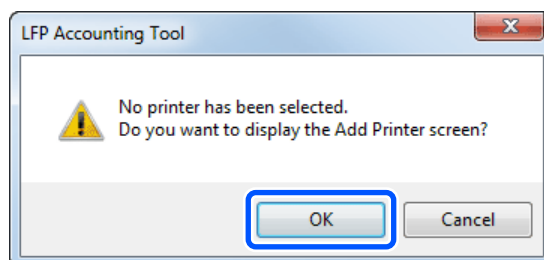 LFP Accounting Tool
No printer has been selected.
Do you want to display the Add Printer screen?
OK
Cancel